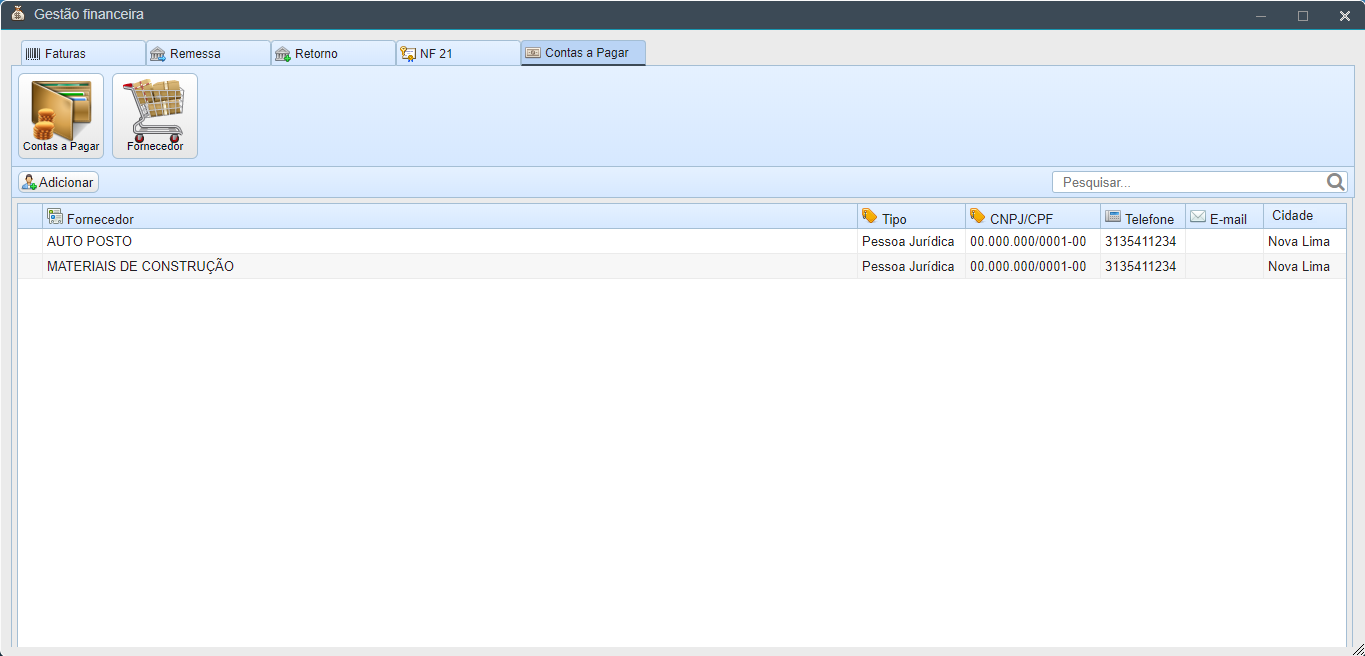 Gestão financeira
Faturas Remessa Retorno NF 21 Contas a Pagar
Contas a Pagar Fornecedor
Adicionar Pesquisar...
Fornecedor Tipo CNPJ/CPF Telefone E-mail Cidade
AUTO POSTO Pessoa Jurídica 00.000.000/0001-00 3135411234 Nova Lima
MATERIAIS DE CONSTRUÇÃO Pessoa Jurídica 00.000.000/0001-00 3135411234 Nova Lima